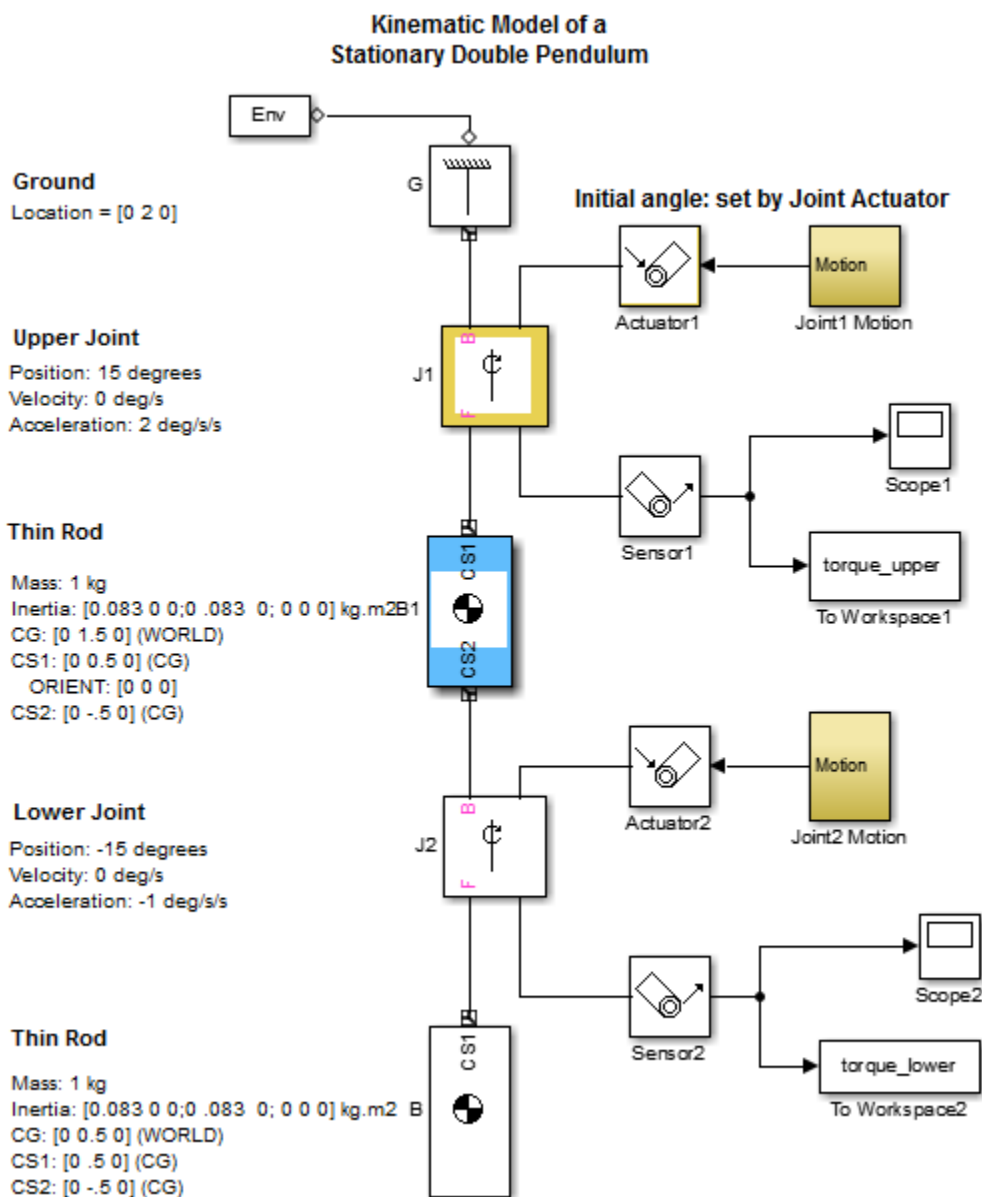 Kinematic Model of a
Stationary Double Pendulum
Env
Ground
Location = [0 2 0]
G
Initial angle: set by Joint Actuator
Motion
Actuator1
Joint1 Motion
Upper Joint
Position: 15 degrees
Velocity: 0 deg/s
Acceleration: 2 deg/s/s
B
J1
F
Scope1
Sensor1
torque_upper
To Workspace1
Thin Rod
Mass: 1 kg
Inertia: [0.083 0 0;0 .083 0; 0 0 0] kg.m2
CG: [0 1.5 0] (WORLD)
CS1: [0 0.5 0] (CG)
ORIENT: [0 0 0]
CS2: [0 -.5 0] (CG)
CS1
B1
CS2
Motion
Actuator2
Joint2 Motion
Lower Joint
Position: -15 degrees
Velocity: 0 deg/s
Acceleration: -1 deg/s/s
B
J2
F
Scope2
Sensor2
torque_lower
To Workspace2
Thin Rod
Mass: 1 kg
Inertia: [0.083 0 0;0 .083 0; 0 0 0] kg.m2
CG: [0 0.5 0] (WORLD)
CS1: [0 .5 0] (CG)
CS2: [0 -.5 0] (CG)
CS1
B